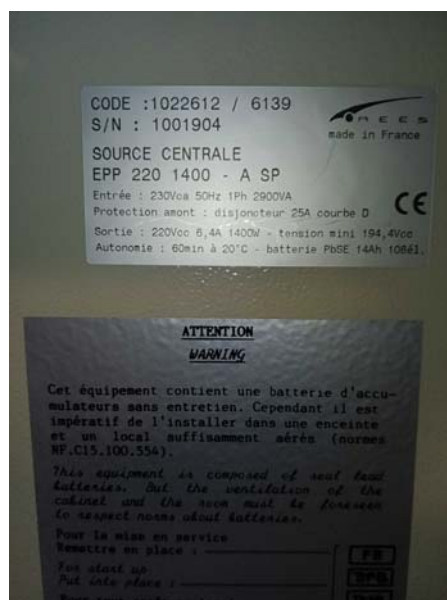 CODE :1022612 / 6139
S/N : 1001904
AEES
made in France
SOURCE CENTRALE
EPP 220 1400 - A SP
Entrée : 230Vca 50Hz 1Ph 2900VA
Protection amont : disjoncteur 25A courbe D
CE
Sortie : 220Vcc 6,4A 1400W - tension mini 194,4Vcc
Autonomie : 60min à 20°C - batterie PbSE 14Ah 108él.
ATTENTION
WARNING
Cet équipement contient une batterie d'accu-
mulateurs sans entretien. Cependant il est
impératif de l'installer dans une enceinte
et un local suffisamment aérés (normes
NF.C15.100.554).
This equipment is composed of seal lead
batteries. But the ventilation of the
cabinet and the room must be foreseen
to respect norms about batteries.
Pour la mise en service
Remettre en place :
For start up
Put into place :